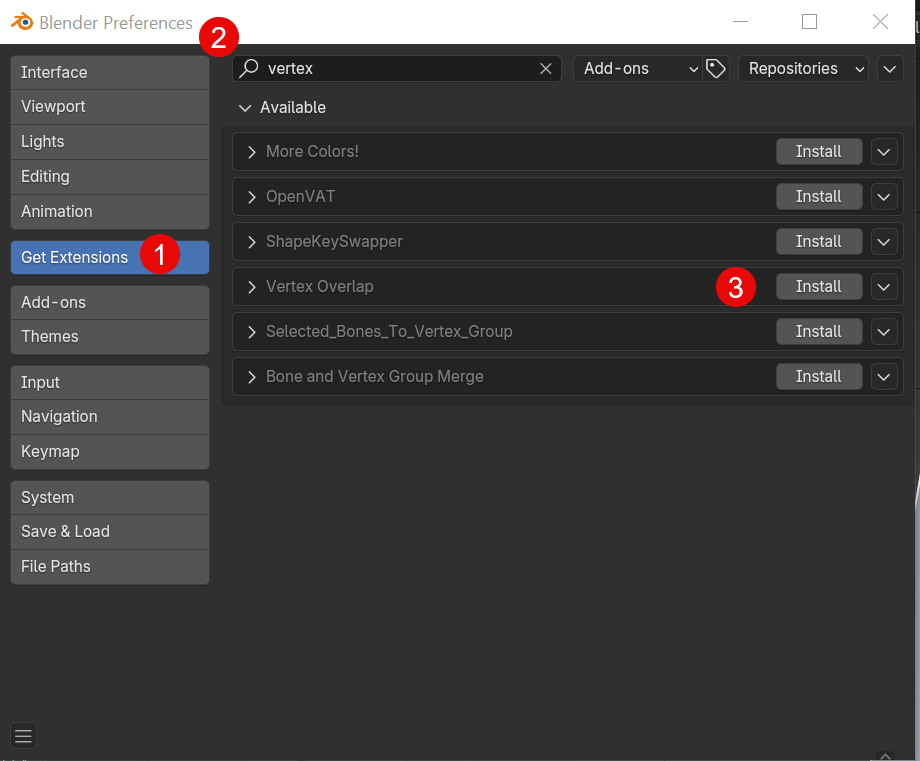 Blender Preferences
2
Interface
Viewport
Lights
Editing
Animation
Get Extensions
1
Add-ons
Themes
Input
Navigation
Keymap
System
Save & Load
File Paths
vertex
Add-ons
Repositories
Available
More Colors!
Install
OpenVAT
Install
ShapeKeySwapper
Install
Vertex Overlap
3
Install
Selected_Bones_To_Vertex_Group
Install
Bone and Vertex Group Merge
Install